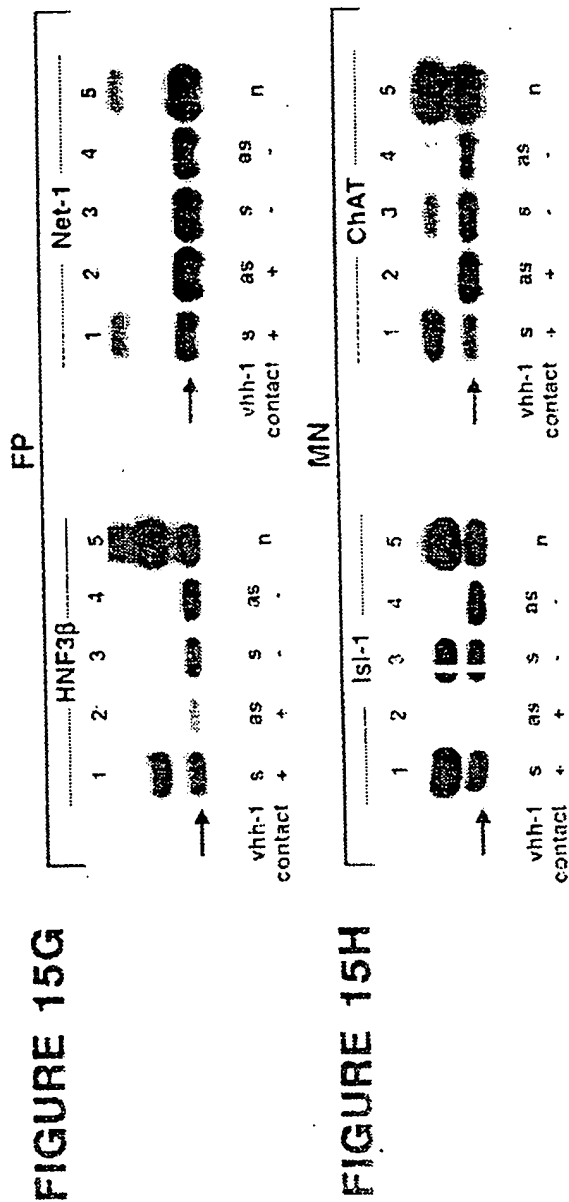 FIGURE 15G
FP
HNF3β Net-1
1 2 3 4 5 1 2 3 4 5
vhh-1 s as s as n vhh-1 s as s as n
contact + + - - contact + + - -
FIGURE 15H
MN
Isl-1 ChAT
1 2 3 4 5 1 2 3 4 5
vhh-1 s as s as n vhh-1 s as s as n
contact + + - - contact + + - -